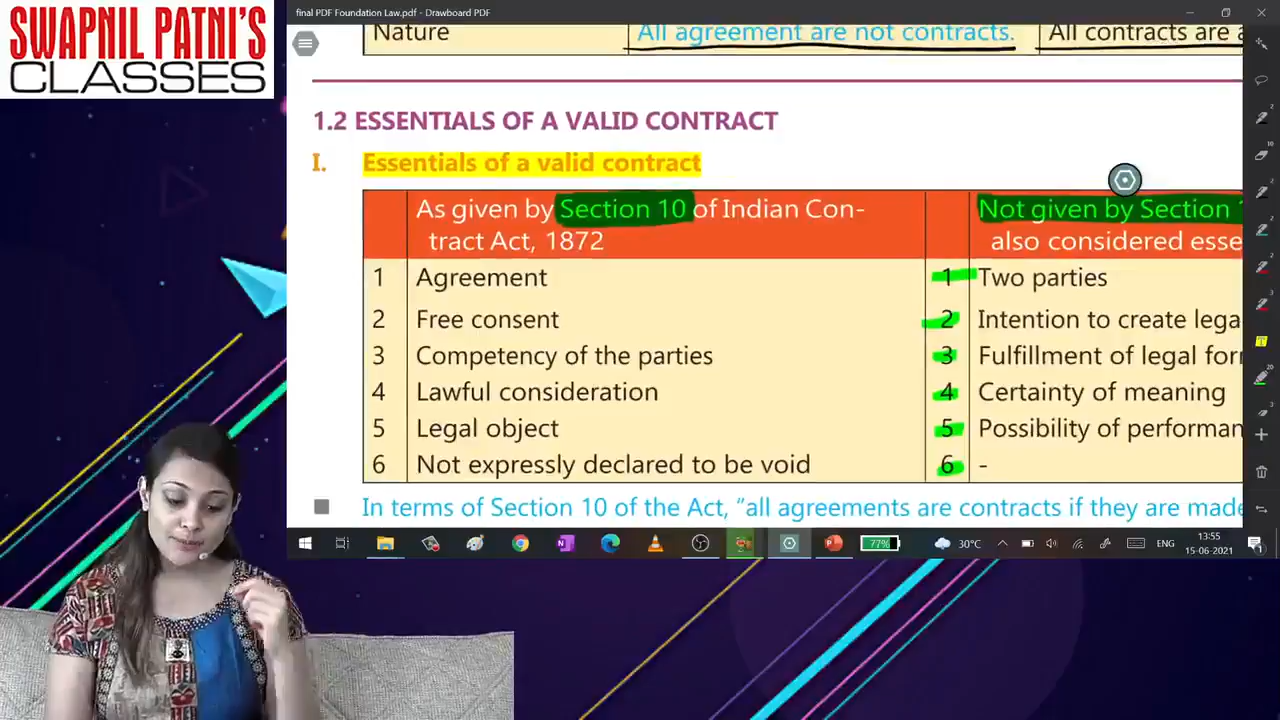 SWAPNIL PATNI'S
CLASSES
final PDF Foundation Law.pdf - Drawboard PDF
Nature
All agreement are not contracts.
All contracts are a
1.2 ESSENTIALS OF A VALID CONTRACT
I. Essentials of a valid contract
As given by Section 10 of Indian Con-
tract Act, 1872
Not given by Section 1
also considered esse
1 Agreement
1 Two parties
2 Free consent
2 Intention to create lega
3 Competency of the parties
3 Fulfillment of legal for
4 Lawful consideration
4 Certainty of meaning
5 Legal object
5 Possibility of performan
6 Not expressly declared to be void
6 -
In terms of Section 10 of the Act, "all agreements are contracts if they are made
77%
30°C
ENG
13:55
15-06-2021